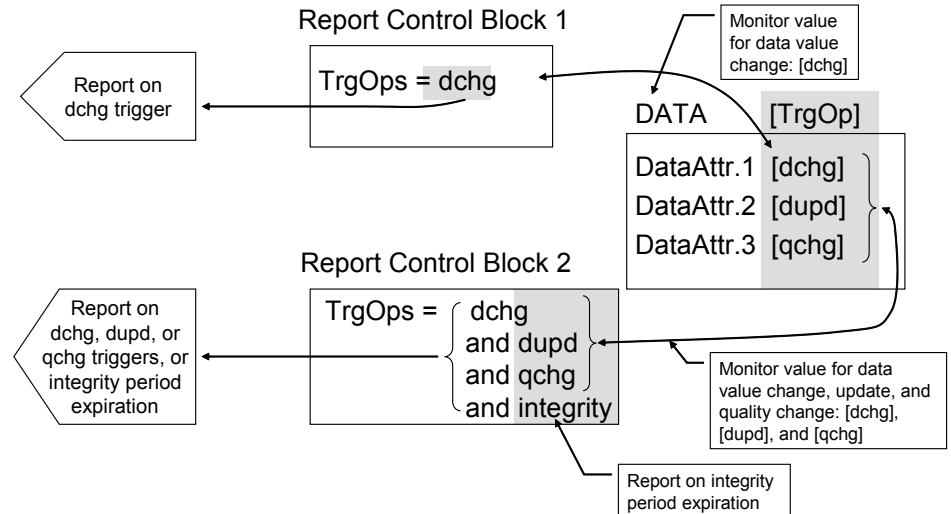 Report Control Block 1
Monitor value
for data value
change: [dchg]
Report on
dchg trigger
TrgOps = dchg
DATA [TrgOp]
DataAttr.1 [dchg]
DataAttr.2 [dupd]
DataAttr.3 [qchg]
Report Control Block 2
Report on
dchg, dupd, or
qchg triggers, or
integrity period
expiration
TrgOps = dchg
and dupd
and qchg
and integrity
Monitor value for data
value change, update, and
quality change: [dchg],
[dupd], and [qchg]
Report on integrity
period expiration